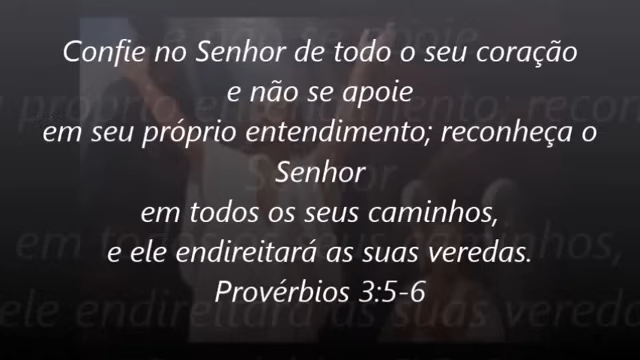 Confie no Senhor de todo o seu coração
e não se apoie
em seu próprio entendimento; reconheça o
Senhor
em todos os seus caminhos,
e ele endireitará as suas veredas.
Provérbios 3:5-6